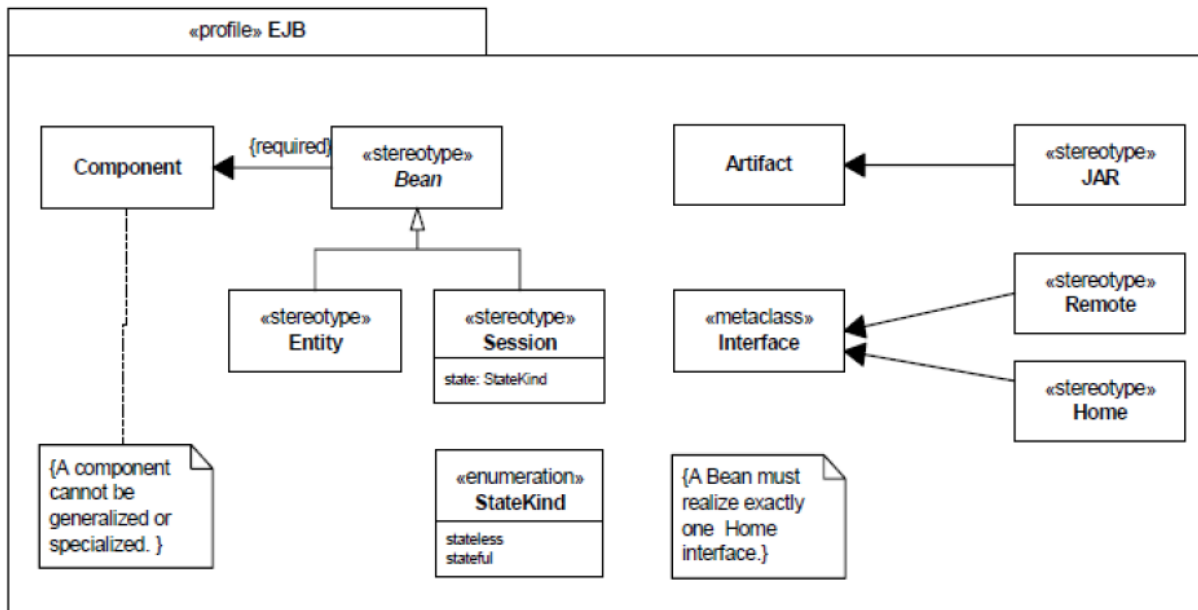 «profile» EJB
Component
{required}
«stereotype»
Bean
Artifact
«stereotype»
JAR
«stereotype»
Entity
«stereotype»
Session
state: StateKind
«metaclass»
Interface
«stereotype»
Remote
«stereotype»
Home
{A component
cannot be
generalized or
specialized. }
«enumeration»
StateKind
stateless
stateful
{A Bean must
realize exactly
one Home
interface.}